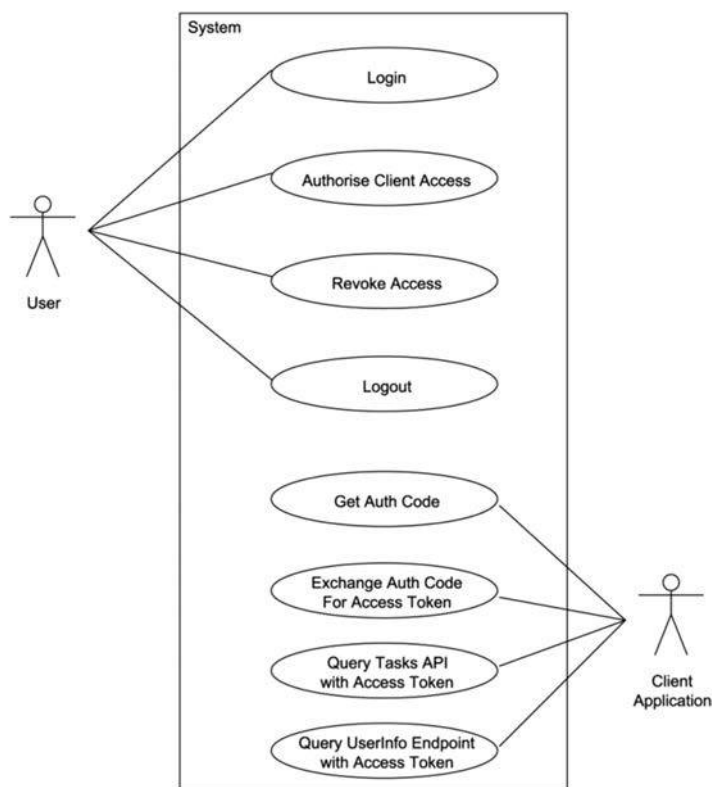 System
Login
Authorise Client Access
Revoke Access
User
Logout
Get Auth Code
Exchange Auth Code
For Access Token
Query Tasks API
with Access Token
Client
Application
Query UserInfo Endpoint
with Access Token